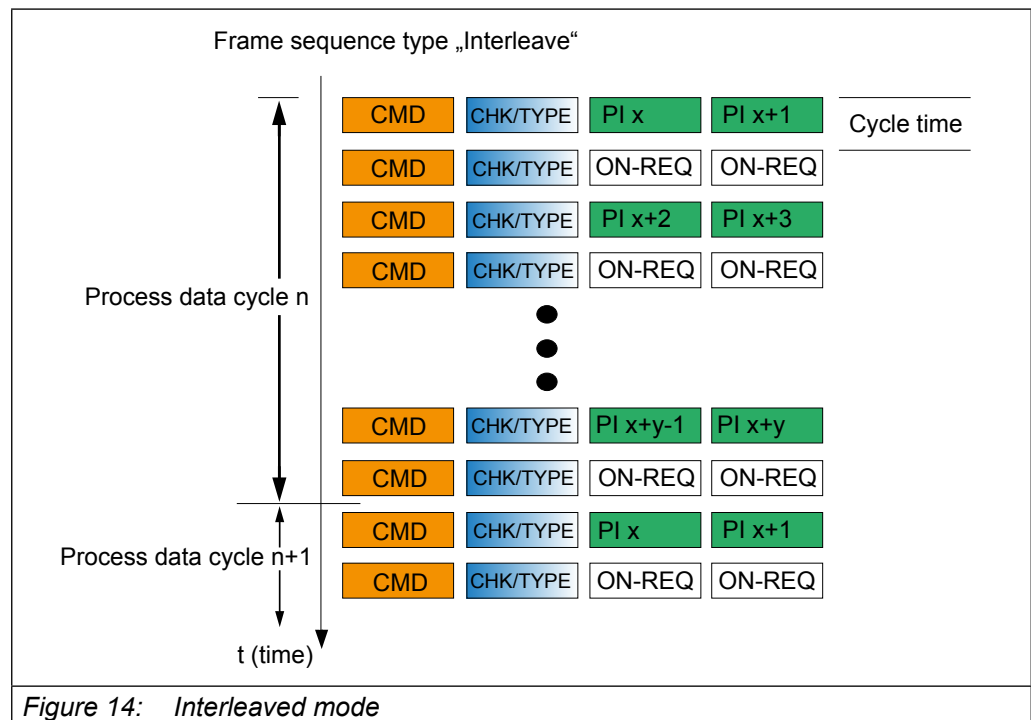 Frame sequence type „Interleave“
CMD CHK/TYPE PI x PI x+1 Cycle time
CMD CHK/TYPE ON-REQ ON-REQ
CMD CHK/TYPE PI x+2 PI x+3
CMD CHK/TYPE ON-REQ ON-REQ
Process data cycle n
CMD CHK/TYPE PI x+y-1 PI x+y
CMD CHK/TYPE ON-REQ ON-REQ
CMD CHK/TYPE PI x PI x+1
Process data cycle n+1
CMD CHK/TYPE ON-REQ ON-REQ
t (time)
Figure 14: Interleaved mode